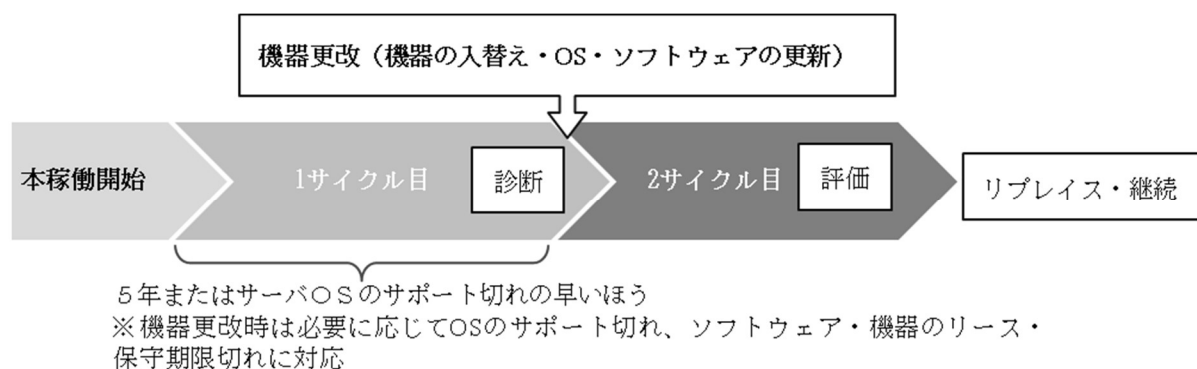 機器更改（機器の入替え・OS・ソフトウェアの更新）
本稼働開始
1サイクル目
診断
2サイクル目
評価
リプレイス・継続
５年またはサーバＯＳのサポート切れの早いほう
※機器更改時は必要に応じてOSのサポート切れ、ソフトウェア・機器のリース・
保守期限切れに対応